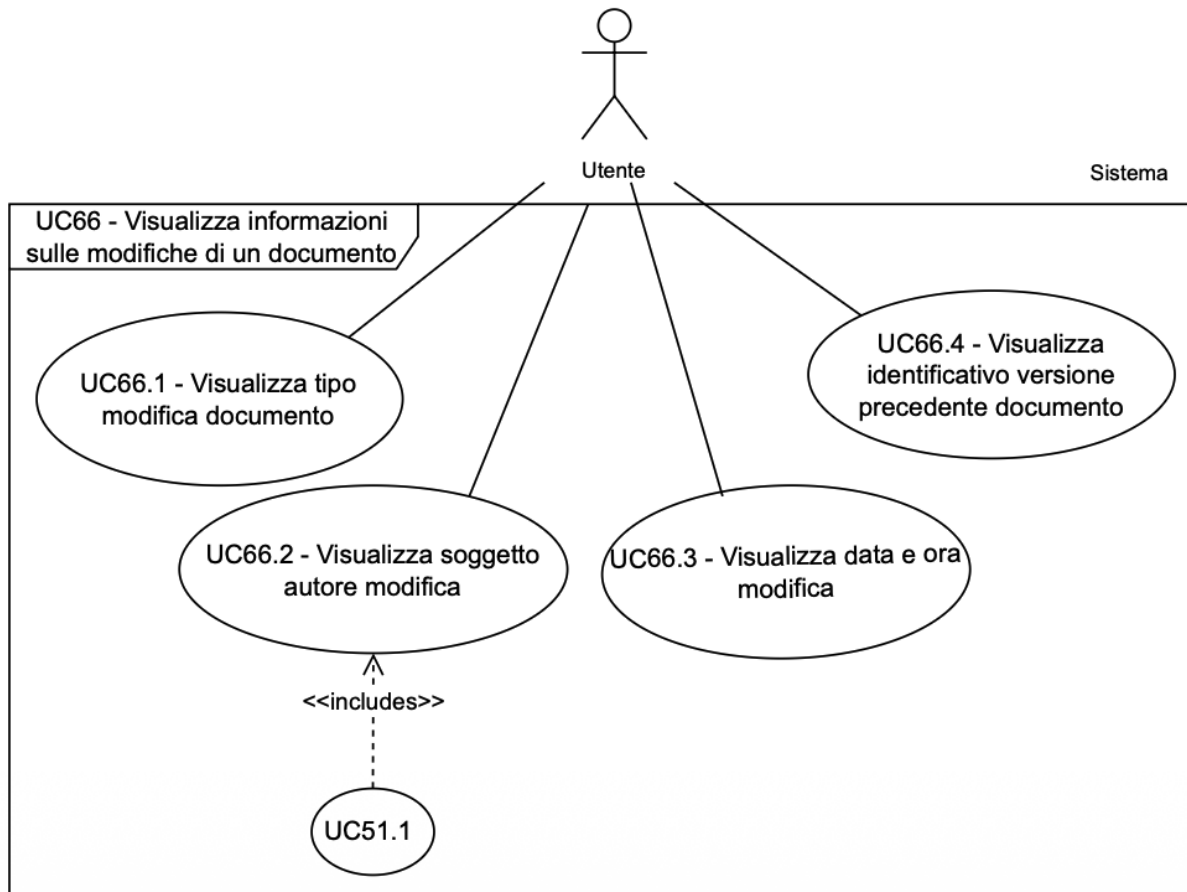 Utente
Sistema
UC66 - Visualizza informazioni
sulle modifiche di un documento
UC66.1 - Visualizza tipo
modifica documento
UC66.4 - Visualizza
identificativo versione
precedente documento
UC66.2 - Visualizza soggetto
autore modifica
UC66.3 - Visualizza data e ora
modifica
<<includes>>
UC51.1